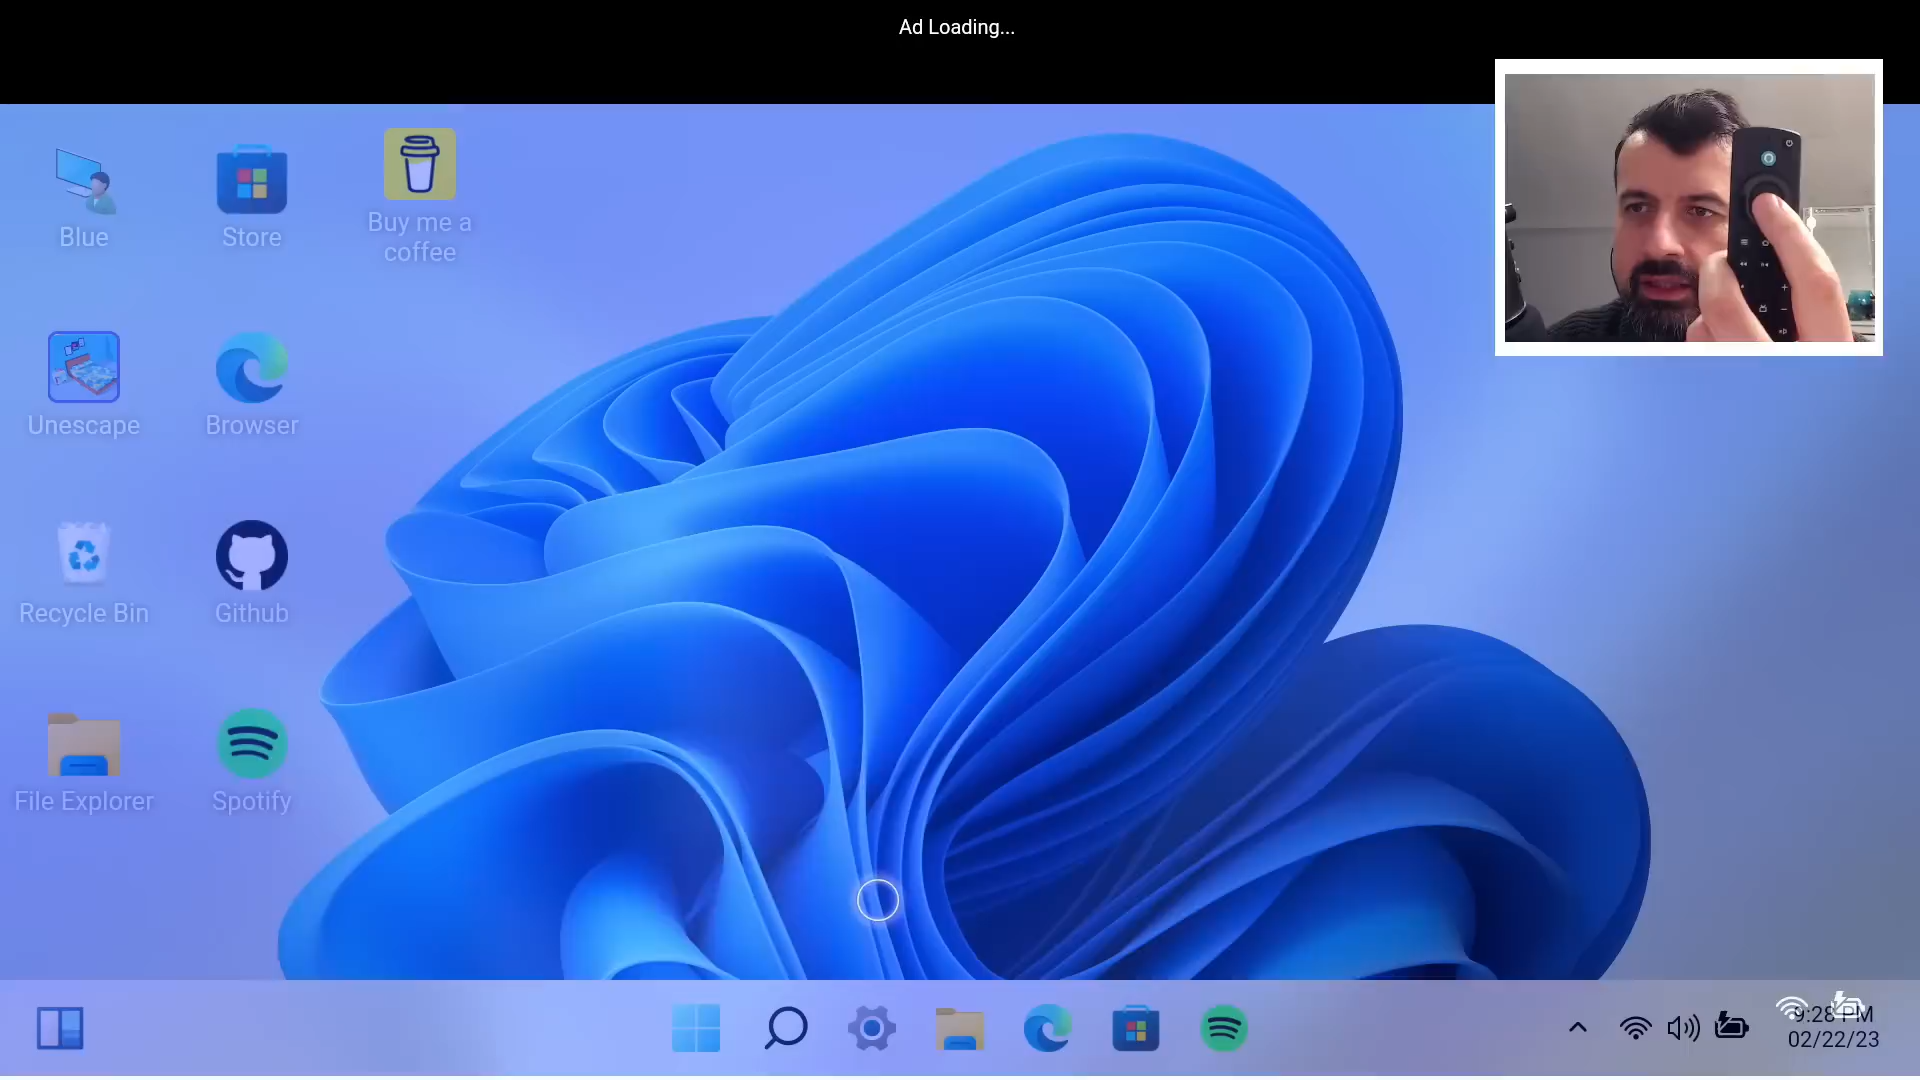 Ad Loading...
Blue
Store
Buy me a
coffee
Unescape
Browser
Recycle Bin
Github
File Explorer
Spotify
9:28 PM
02/22/23